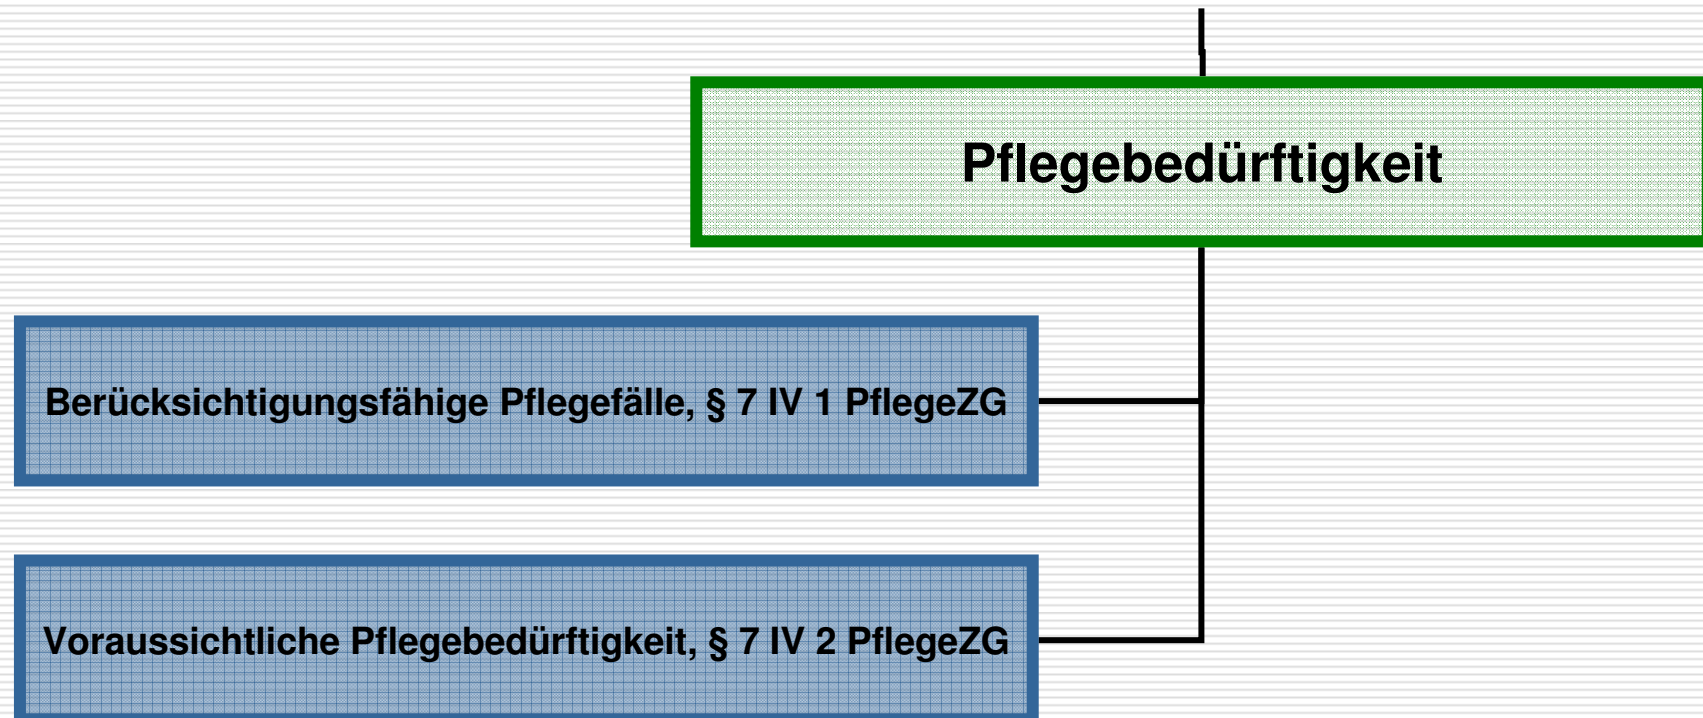 Pflegebedürftigkeit
Berücksichtigungsfähige Pflegefälle, § 7 IV 1 PflegeZG
Voraussichtliche Pflegebedürftigkeit, § 7 IV 2 PflegeZG